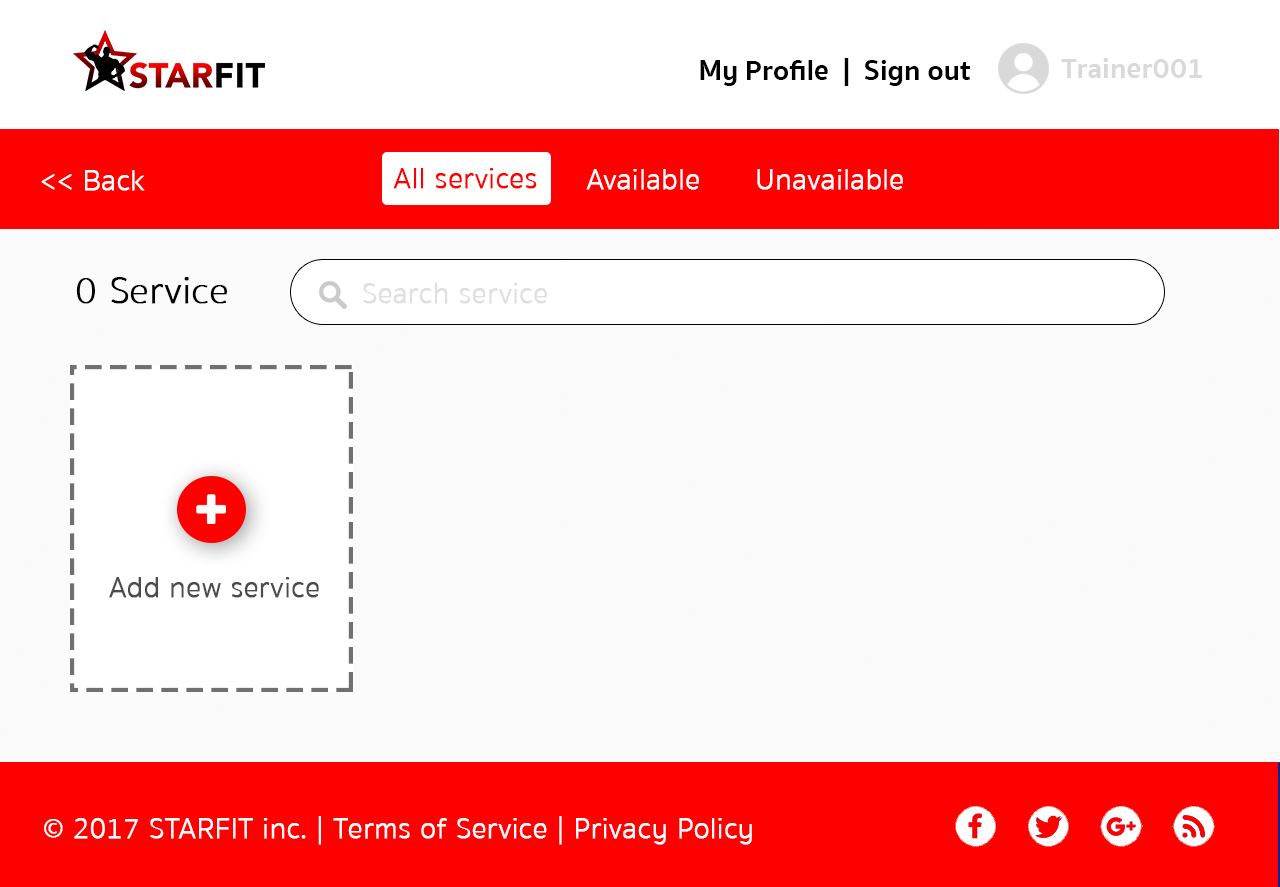 STARFIT
My Profile | Sign out
Trainer001
<< Back
All services
Available
Unavailable
0 Service
Search service
Add new service
© 2017 STARFIT inc. | Terms of Service | Privacy Policy